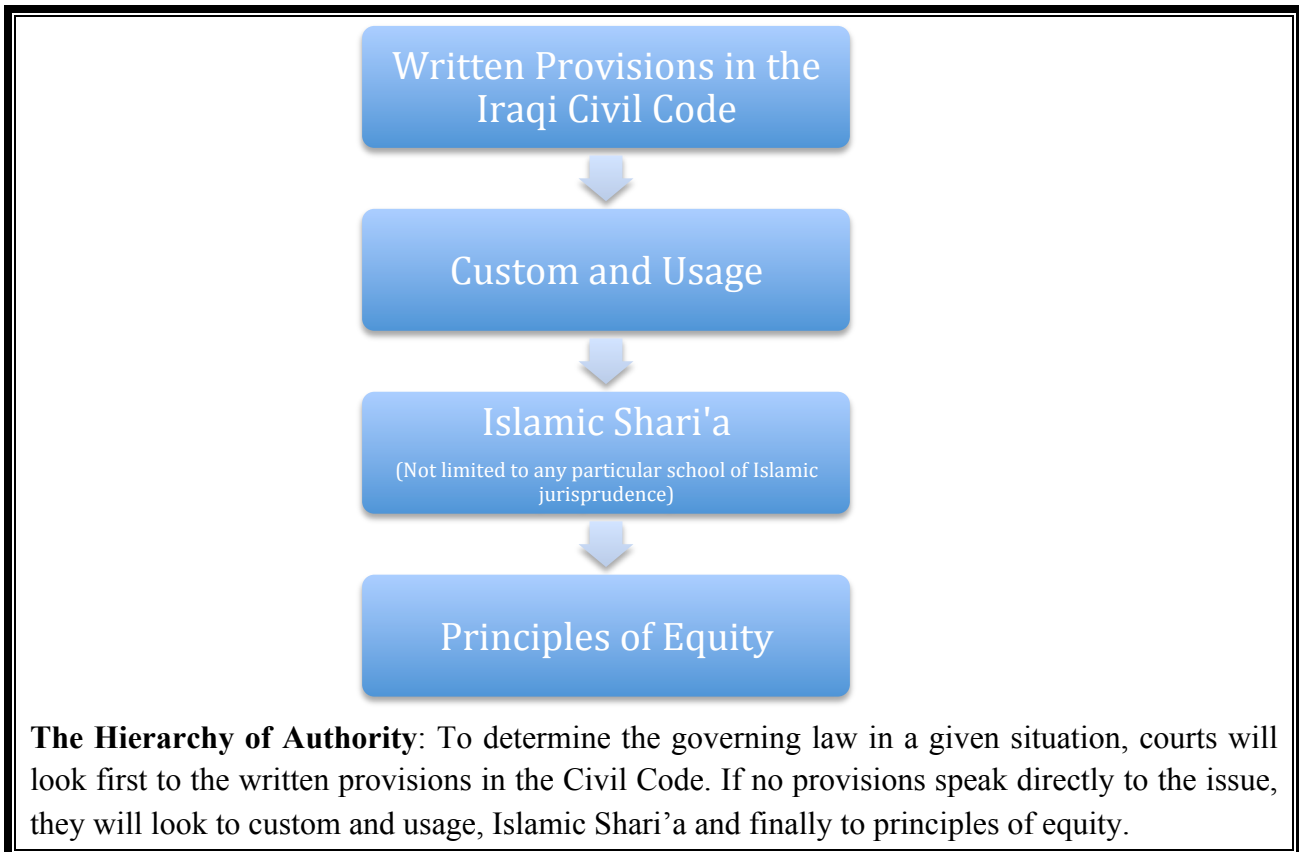 Written Provisions in the
Iraqi Civil Code
Custom and Usage
Islamic Shari'a
(Not limited to any particular school of Islamic
jurisprudence)
Principles of Equity
The Hierarchy of Authority: To determine the governing law in a given situation, courts will
look first to the written provisions in the Civil Code. If no provisions speak directly to the issue,
they will look to custom and usage, Islamic Shari’a and finally to principles of equity.